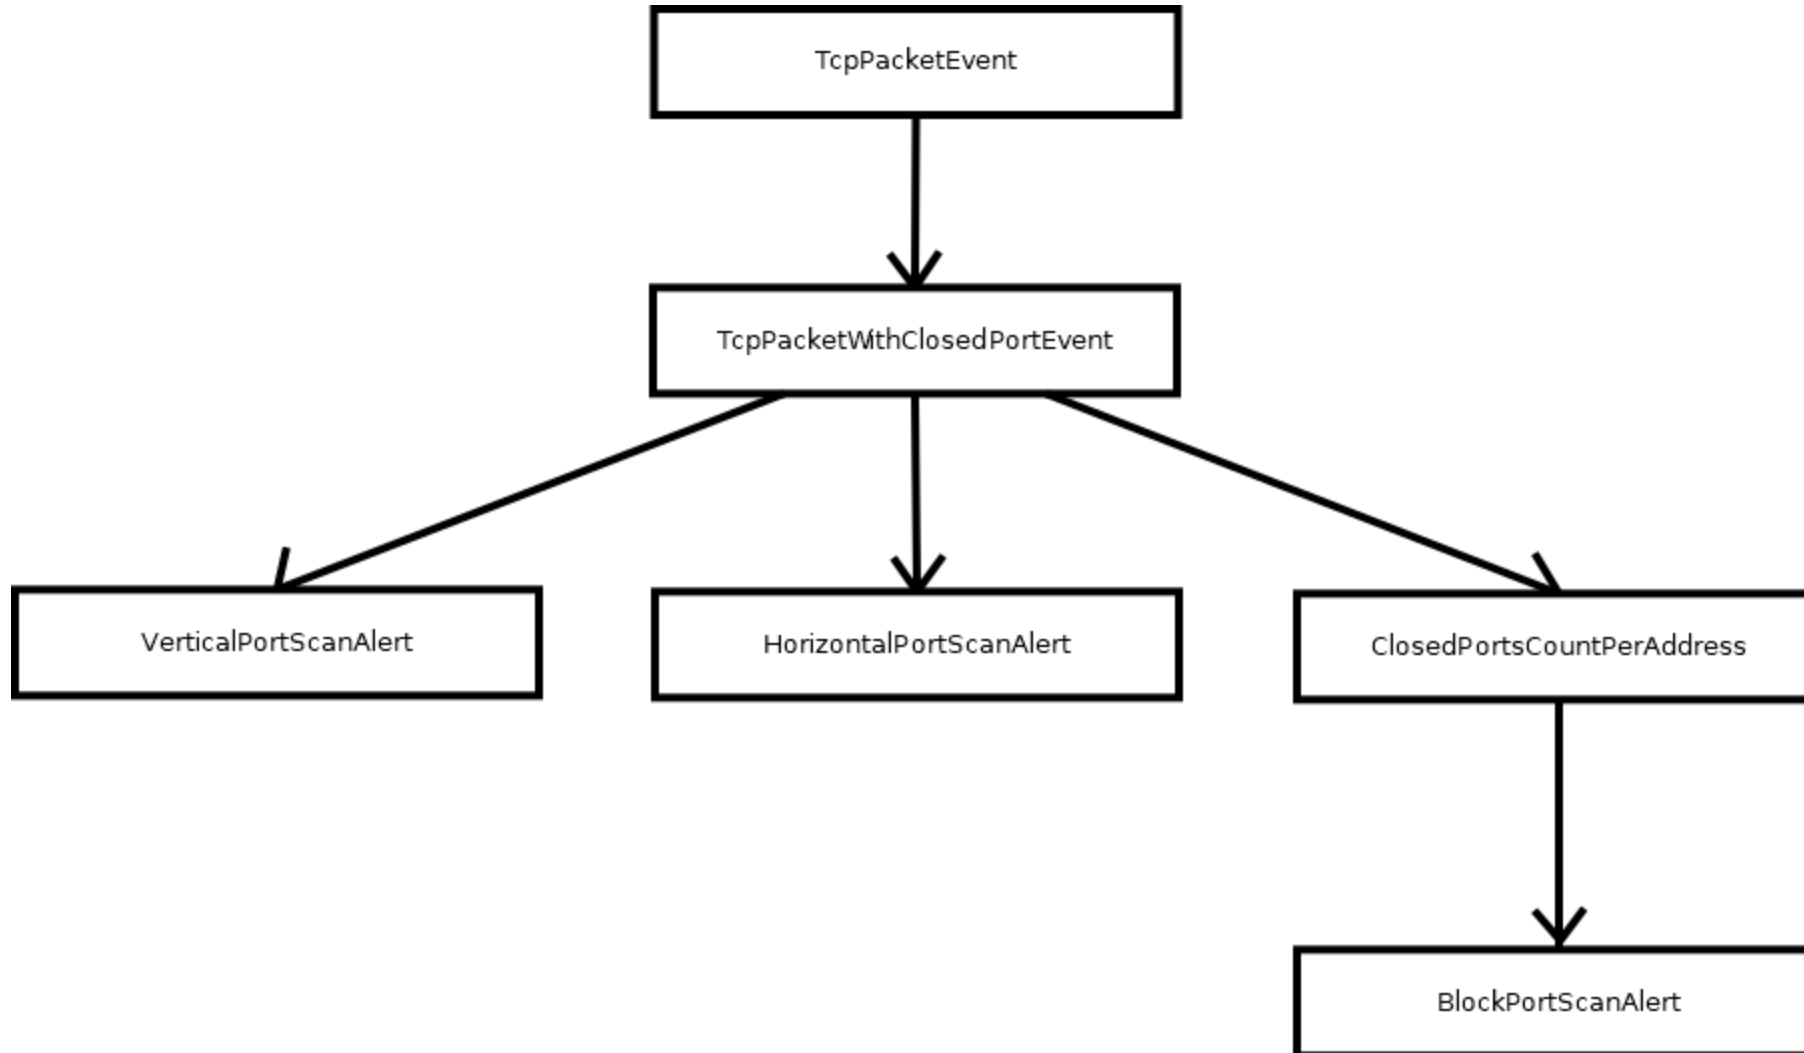 TcpPacketEvent
TcpPacketWithClosedPortEvent
VerticalPortScanAlert
HorizontalPortScanAlert
ClosedPortsCountPerAddress
BlockPortScanAlert